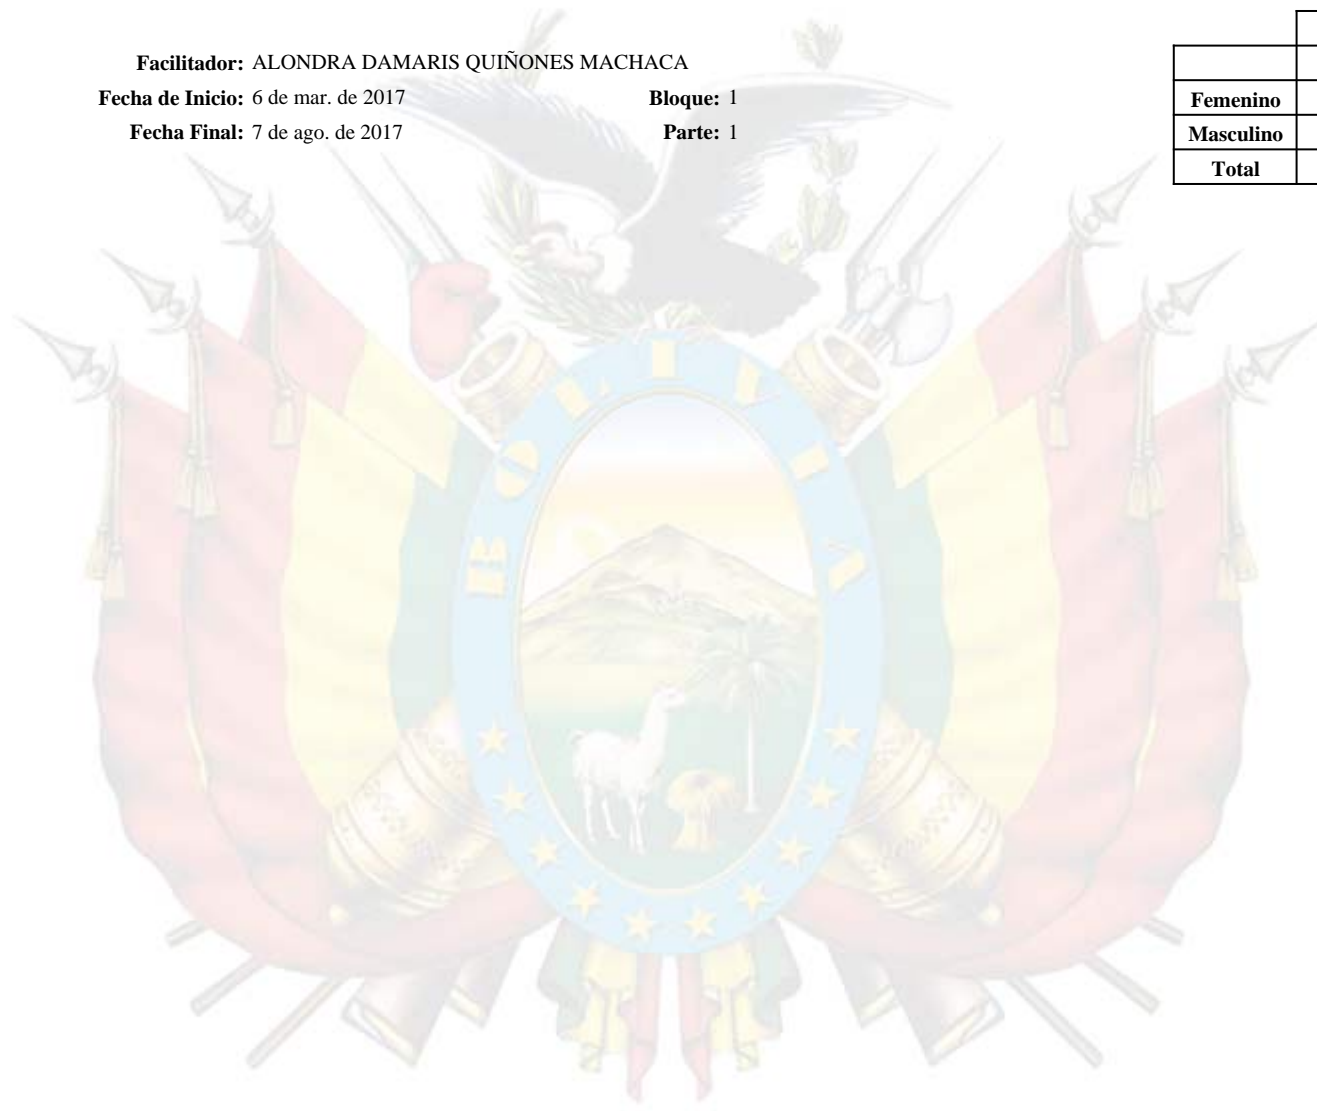 Facilitador: ALONDRA DAMARIS QUIÑONES MACHACA
Fecha de Inicio: 6 de mar. de 2017 Bloque: 1
Fecha Final: 7 de ago. de 2017 Parte: 1
Femenino
Masculino
Total
BOLIVIA